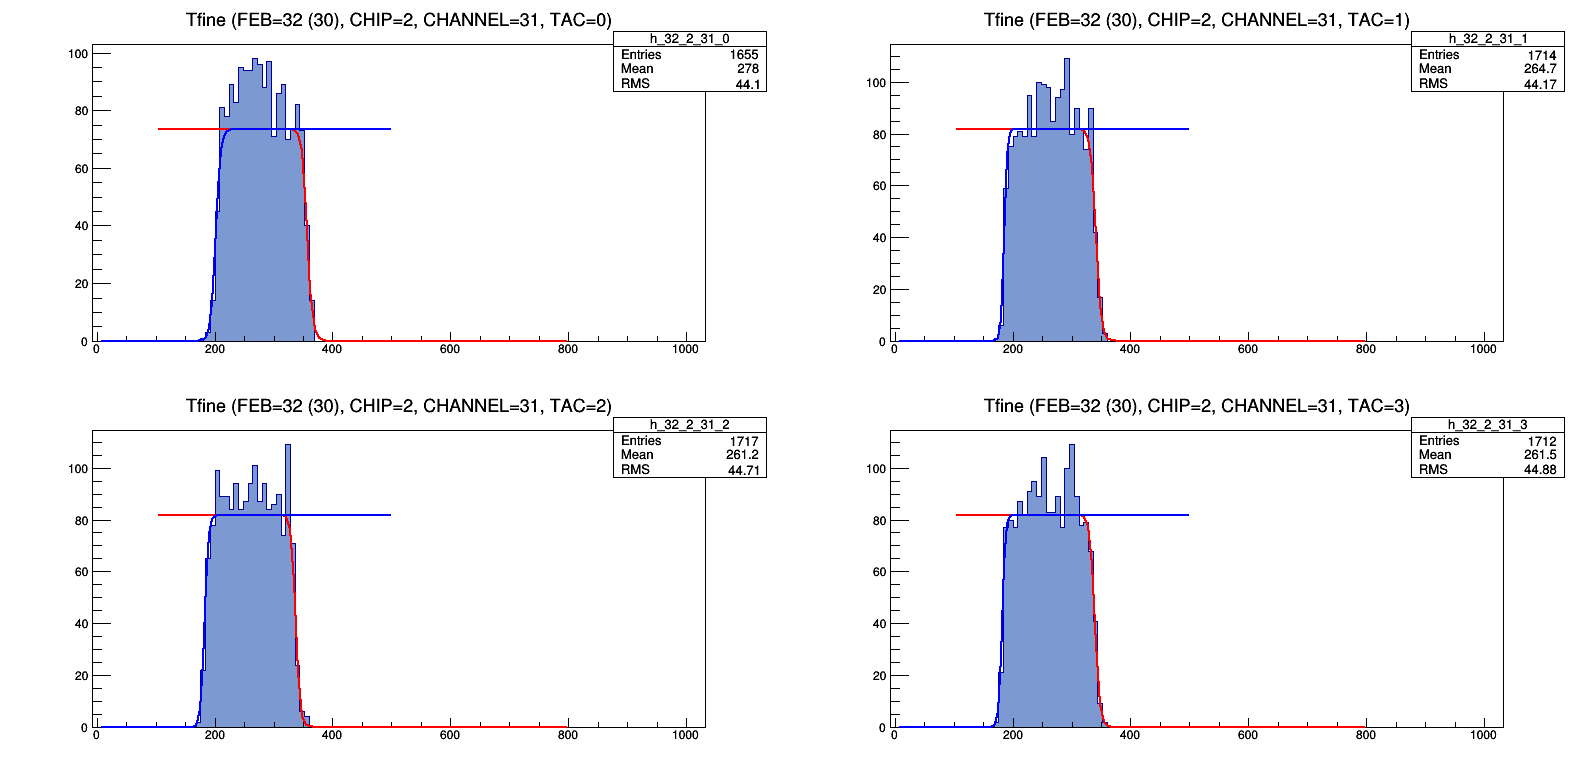 Tfine (FEB=32 (30), CHIP=2, CHANNEL=31, TAC=0)
h_32_2_31_0
Entries 1655
Mean 278
RMS 44.1
100
80
60
40
20
0
0 200 400 600 800 1000
Tfine (FEB=32 (30), CHIP=2, CHANNEL=31, TAC=1)
h_32_2_31_1
Entries 1714
Mean 264.7
RMS 44.17
100
80
60
40
20
0
0 200 400 600 800 1000
Tfine (FEB=32 (30), CHIP=2, CHANNEL=31, TAC=2)
h_32_2_31_2
Entries 1717
Mean 261.2
RMS 44.71
100
80
60
40
20
0
0 200 400 600 800 1000
Tfine (FEB=32 (30), CHIP=2, CHANNEL=31, TAC=3)
h_32_2_31_3
Entries 1712
Mean 261.5
RMS 44.88
100
80
60
40
20
0
0 200 400 600 800 1000